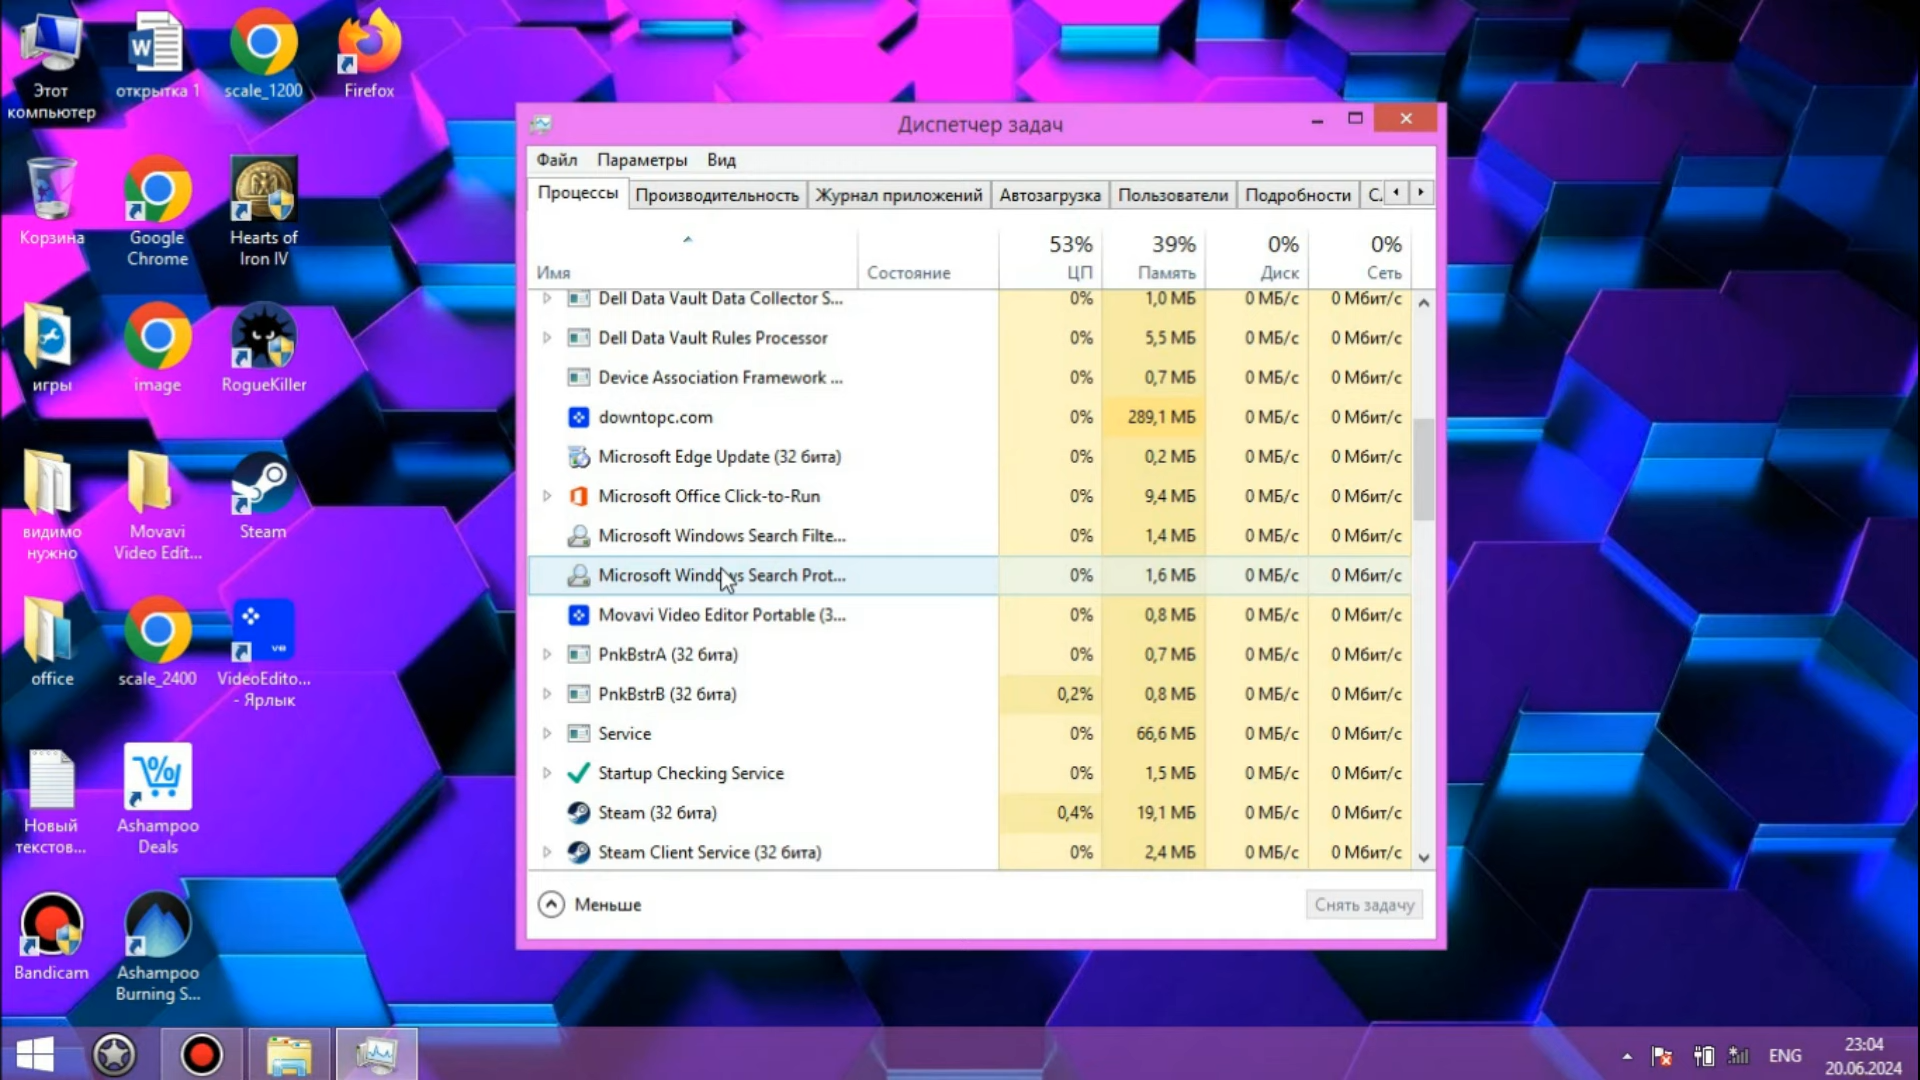 Этот
компьютер
открытка 1
scale_1200
Firefox
Корзина
Google
Chrome
Hearts of
Iron IV
игры
image
RogueKiller
видимо
нужно
Movavi
Video Edit...
Steam
office
scale_2400
VideoEdito...
- Ярлык
Новый
текстов...
Ashampoo
Deals
Bandicam
Ashampoo
Burning S...
Диспетчер задач
Файл Параметры Вид
Процессы Производительность Журнал приложений Автозагрузка Пользователи Подробности С.
53% 39% 0% 0%
Имя Состояние ЦП Память Диск Сеть
Dell Data Vault Data Collector S... 0% 1,0 МБ 0 МБ/с 0 Мбит/с
Dell Data Vault Rules Processor 0% 5,5 МБ 0 МБ/с 0 Мбит/с
Device Association Framework ... 0% 0,7 МБ 0 МБ/с 0 Мбит/с
downtopc.com 0% 289,1 МБ 0 МБ/с 0 Мбит/с
Microsoft Edge Update (32 бита) 0% 0,2 МБ 0 МБ/с 0 Мбит/с
Microsoft Office Click-to-Run 0% 9,4 МБ 0 МБ/с 0 Мбит/с
Microsoft Windows Search Filte... 0% 1,4 МБ 0 МБ/с 0 Мбит/с
Microsoft Windows Search Prot... 0% 1,6 МБ 0 МБ/с 0 Мбит/с
Movavi Video Editor Portable (3... 0% 0,8 МБ 0 МБ/с 0 Мбит/с
PnkBstrA (32 бита) 0% 0,7 МБ 0 МБ/с 0 Мбит/с
PnkBstrB (32 бита) 0,2% 0,8 МБ 0 МБ/с 0 Мбит/с
Service 0% 66,6 МБ 0 МБ/с 0 Мбит/с
Startup Checking Service 0% 1,5 МБ 0 МБ/с 0 Мбит/с
Steam (32 бита) 0,4% 19,1 МБ 0 МБ/с 0 Мбит/с
Steam Client Service (32 бита) 0% 2,4 МБ 0 МБ/с 0 Мбит/с
Меньше
Снять задачу
ENG
23:04
20.06.2024